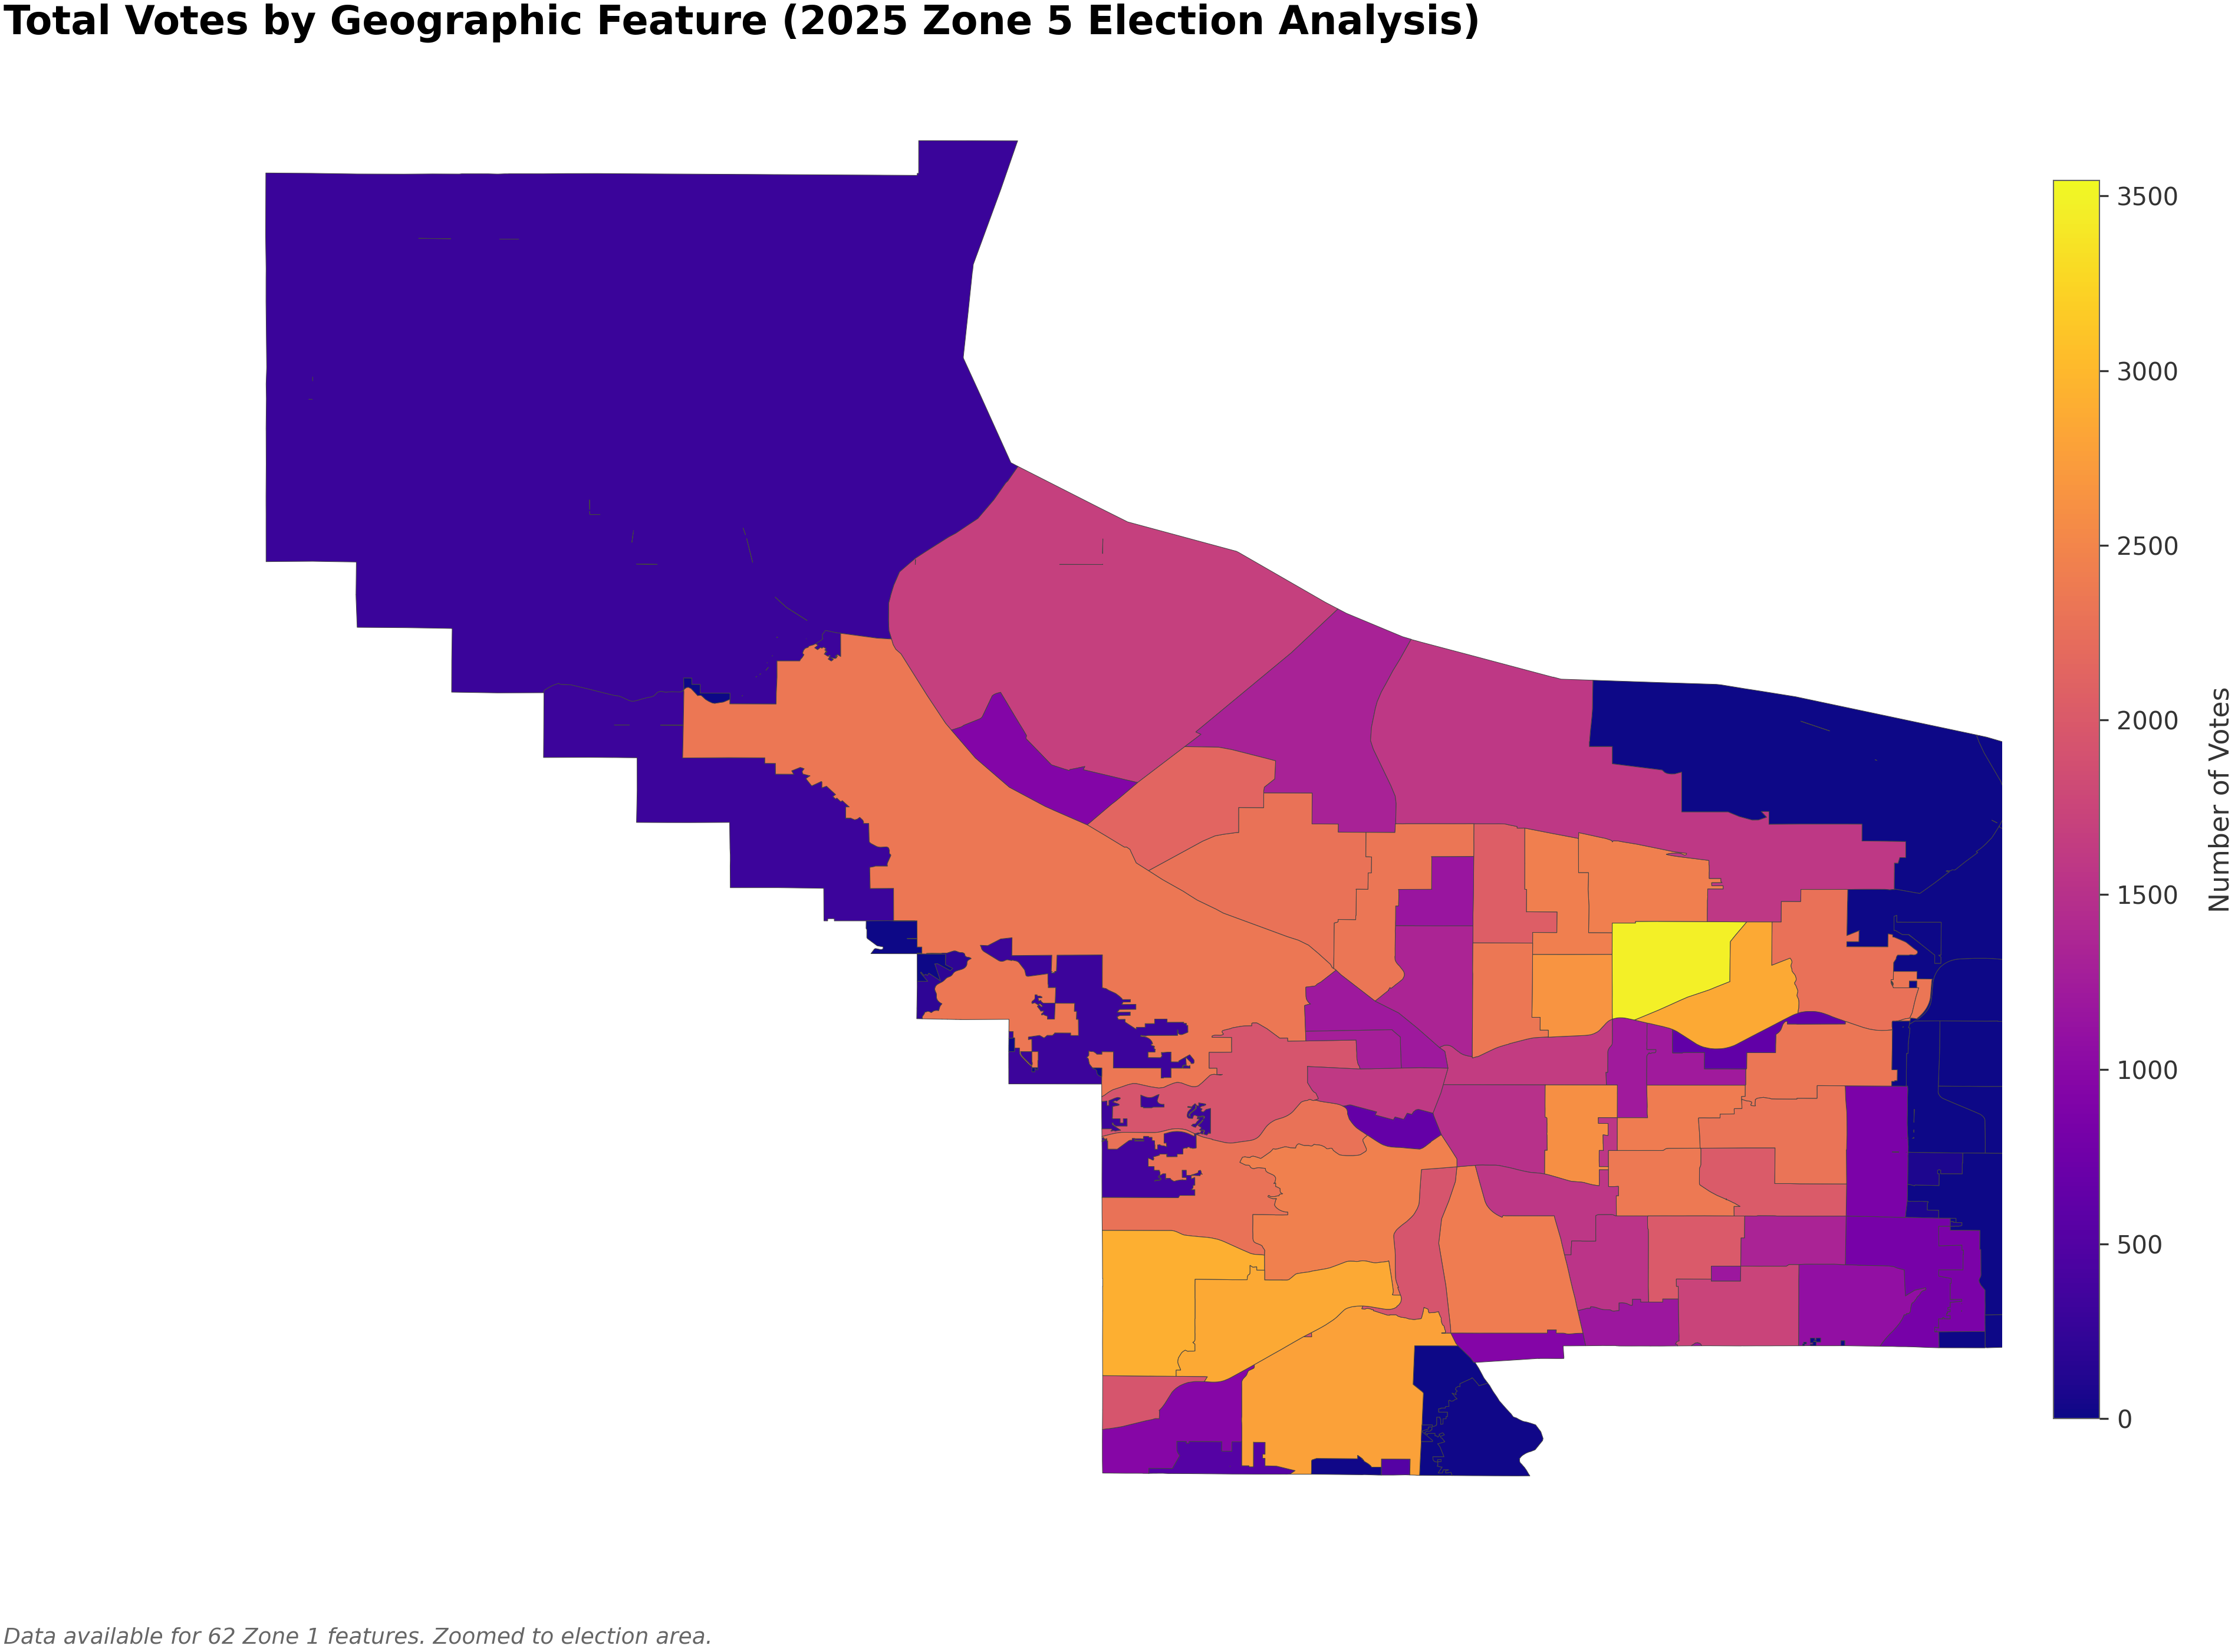 Total Votes by Geographic Feature (2025 Zone 5 Election Analysis)
3500
3000
2500
2000
1500
1000
500
0
Number of Votes
Data available for 62 Zone 1 features. Zoomed to election area.